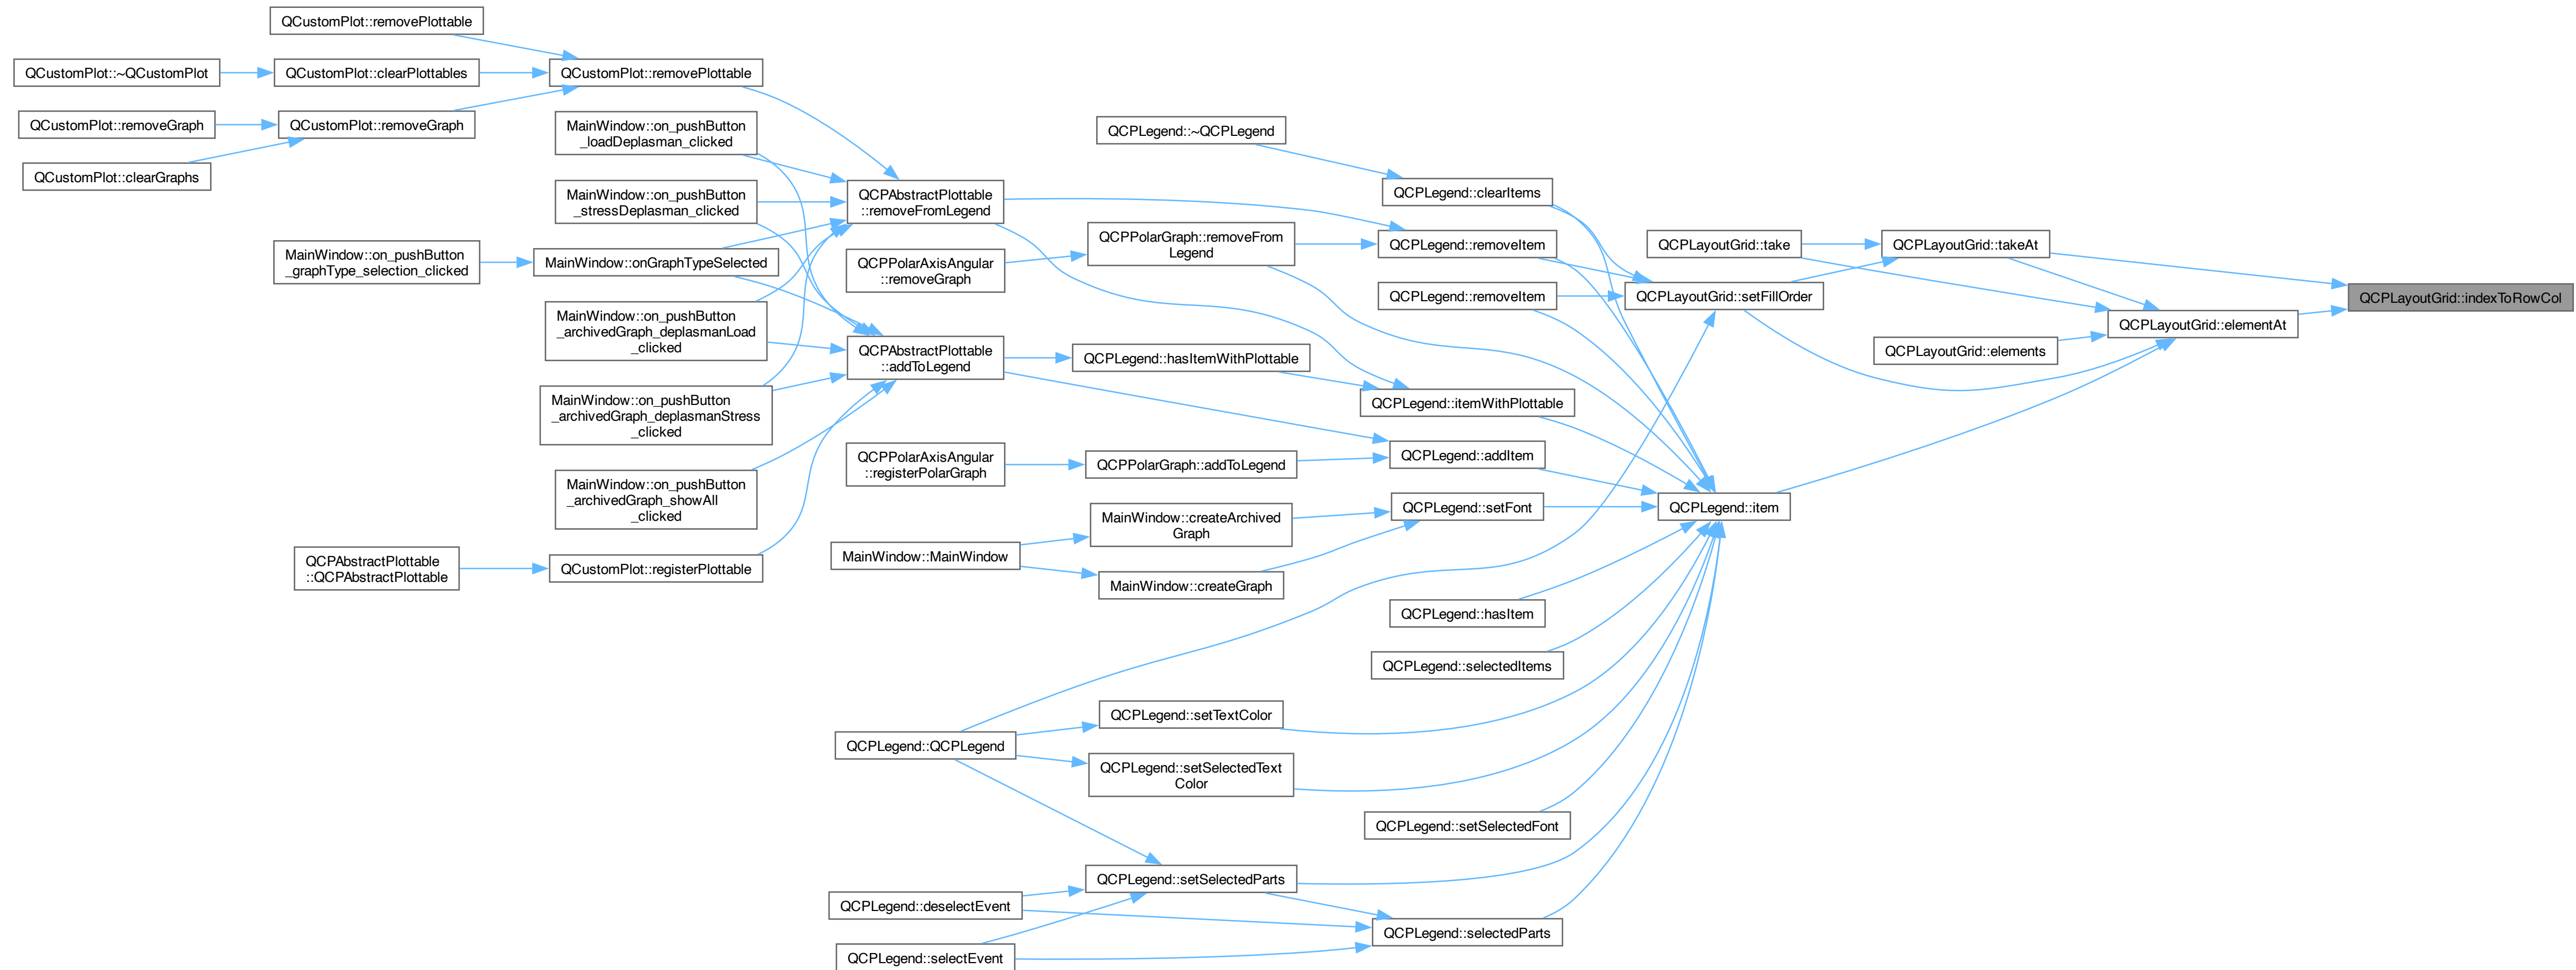 QCustomPlot::removePlottable
QCustomPlot::~QCustomPlot
QCustomPlot::clearPlottables
QCustomPlot::removePlottable
QCustomPlot::removeGraph
QCustomPlot::removeGraph
QCustomPlot::clearGraphs
MainWindow::on_pushButton
_loadDeplasman_clicked
MainWindow::on_pushButton
_stressDeplasman_clicked
MainWindow::on_pushButton
_graphType_selection_clicked
MainWindow::onGraphTypeSelected
MainWindow::on_pushButton
_archivedGraph_deplasmanLoad
_clicked
MainWindow::on_pushButton
_archivedGraph_deplasmanStress
_clicked
MainWindow::on_pushButton
_archivedGraph_showAll
_clicked
QCPAbstractPlottable
::QCPAbstractPlottable
QCustomPlot::registerPlottable
QCPAbstractPlottable
::removeFromLegend
QCPPolarAxisAngular
::removeGraph
QCPAbstractPlottable
::addToLegend
QCPPolarAxisAngular
::registerPolarGraph
MainWindow::MainWindow
QCPLegend::QCPLegend
QCPLegend::deselectEvent
QCPLegend::selectEvent
QCPLegend::~QCPLegend
QCPPolarGraph::removeFrom
Legend
QCPLegend::hasItemWithPlottable
QCPPolarGraph::addToLegend
MainWindow::createArchived
Graph
MainWindow::createGraph
QCPLegend::setTextColor
QCPLegend::setSelectedText
Color
QCPLegend::setSelectedParts
QCPLegend::clearItems
QCPLegend::removeItem
QCPLegend::removeItem
QCPLegend::itemWithPlottable
QCPLegend::addItem
QCPLegend::setFont
QCPLegend::hasItem
QCPLegend::selectedItems
QCPLegend::setSelectedFont
QCPLegend::selectedParts
QCPLayoutGrid::take
QCPLayoutGrid::setFillOrder
QCPLegend::item
QCPLayoutGrid::takeAt
QCPLayoutGrid::elements
QCPLayoutGrid::elementAt
QCPLayoutGrid::indexToRowCol